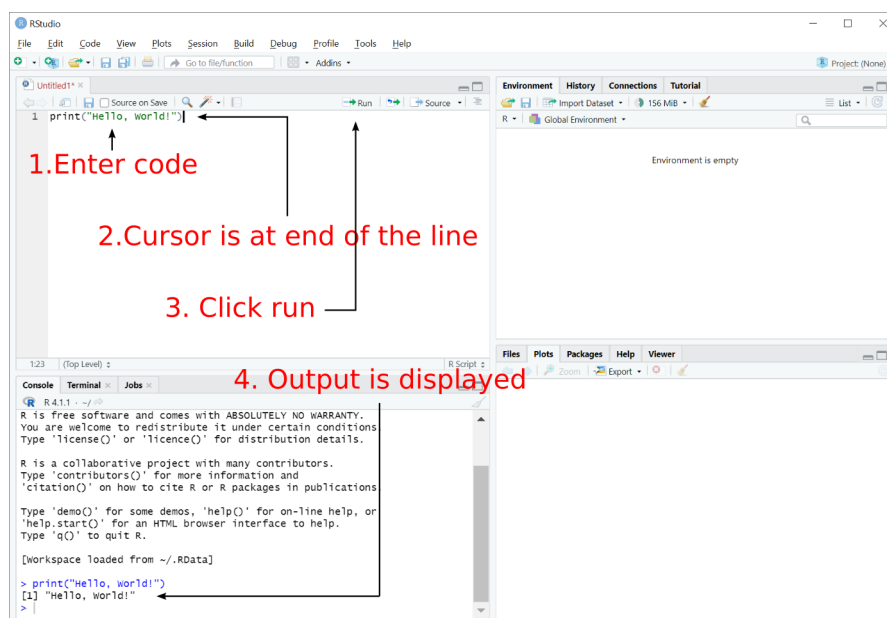 RStudio
File Edit Code View Plots Session Build Debug Profile Tools Help
Go to file/function Addins
Project: (None)
Untitled1*
Source on Save Run Source
1 print("Hello, World!")
1.Enter code
2.Cursor is at end of the line
3. Click run
1:23 (Top Level) R Script
Environment History Connections Tutorial
Import Dataset 156 MiB List
R Global Environment
Environment is empty
Files Plots Packages Help Viewer
Zoom Export
4. Output is displayed
Console Terminal Jobs
R 4.1.1 · ~/
R is free software and comes with ABSOLUTELY NO WARRANTY.
You are welcome to redistribute it under certain conditions
Type 'license()' or 'licence()' for distribution details.
R is a collaborative project with many contributors.
Type 'contributors()' for more information and
'citation()' on how to cite R or R packages in publications
Type 'demo()' for some demos, 'help()' for on-line help, or
'help.start()' for an HTML browser interface to help.
Type 'q()' to quit R.
[Workspace loaded from ~/.RData]
> print("Hello, World!")
[1] "Hello, World!"
>